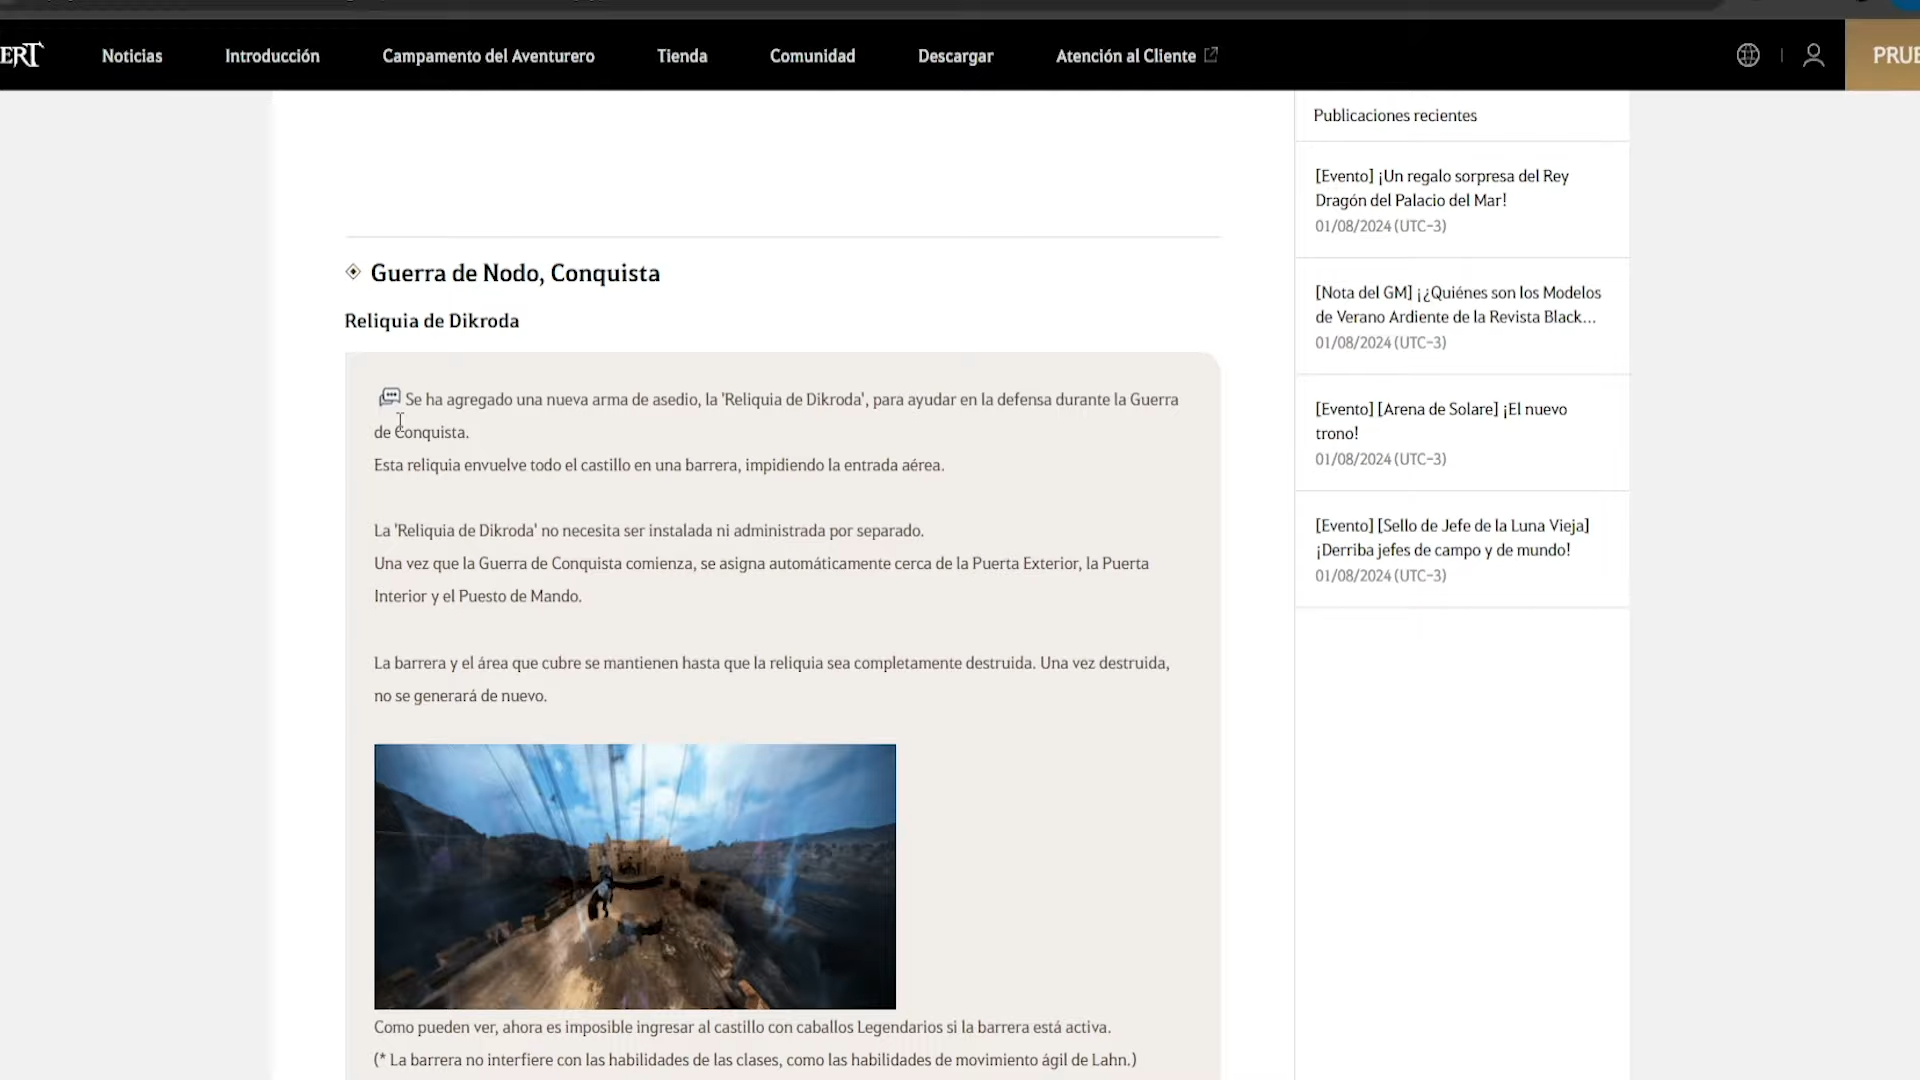 ERT
Noticias
Introducción
Campamento del Aventurero
Tienda
Comunidad
Descargar
Atención al Cliente
PRUE
Publicaciones recientes
[Evento] ¡Un regalo sorpresa del Rey
Dragón del Palacio del Mar!
01/08/2024 (UTC-3)
[Nota del GM] ¡¿Quiénes son los Modelos
de Verano Ardiente de la Revista Black...
01/08/2024 (UTC-3)
[Evento] [Arena de Solare] ¡El nuevo
trono!
01/08/2024 (UTC-3)
[Evento] [Sello de Jefe de la Luna Vieja]
¡Derriba jefes de campo y de mundo!
01/08/2024 (UTC-3)
Guerra de Nodo, Conquista
Reliquia de Dikroda
Se ha agregado una nueva arma de asedio, la 'Reliquia de Dikroda', para ayudar en la defensa durante la Guerra
de Conquista.
Esta reliquia envuelve todo el castillo en una barrera, impidiendo la entrada aérea.
La 'Reliquia de Dikroda' no necesita ser instalada ni administrada por separado.
Una vez que la Guerra de Conquista comienza, se asigna automáticamente cerca de la Puerta Exterior, la Puerta
Interior y el Puesto de Mando.
La barrera y el área que cubre se mantienen hasta que la reliquia sea completamente destruida. Una vez destruida,
no se generará de nuevo.
Como pueden ver, ahora es imposible ingresar al castillo con caballos Legendarios si la barrera está activa.
(* La barrera no interfiere con las habilidades de las clases, como las habilidades de movimiento ágil de Lahn.)